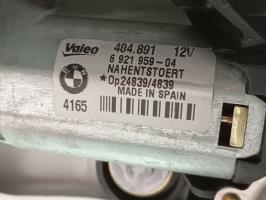 Valeo 404.891 12V
6 921 959-04
NAHENTSTOERT
*Op24839/4839
4165 MADE IN SPAIN